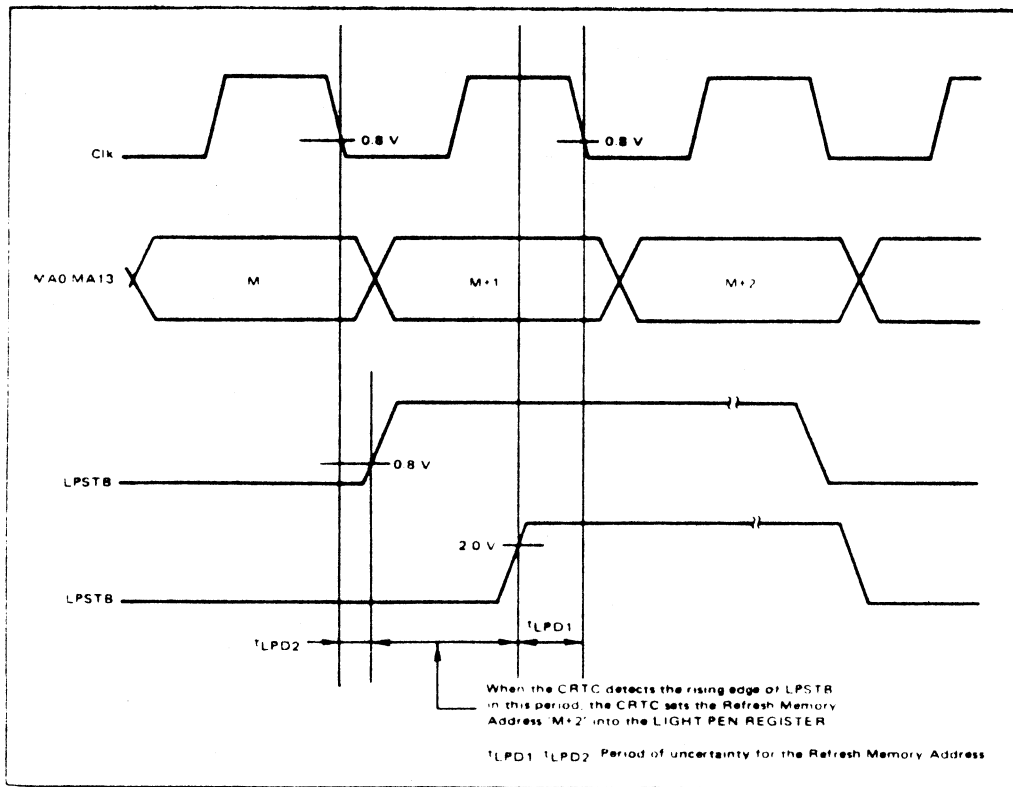 0.8 V
0.8 V
Clk
MA0 MA13
M
M+1
M+2
0.8 V
LPSTB
2.0 V
LPSTB
tLPD2
tLPD1
When the CRTC detects the rising edge of LPSTB
in this period, the CRTC sets the Refresh Memory
Address 'M+2' into the LIGHT PEN REGISTER
tLPD1 tLPD2 Period of uncertainty for the Refresh Memory Address